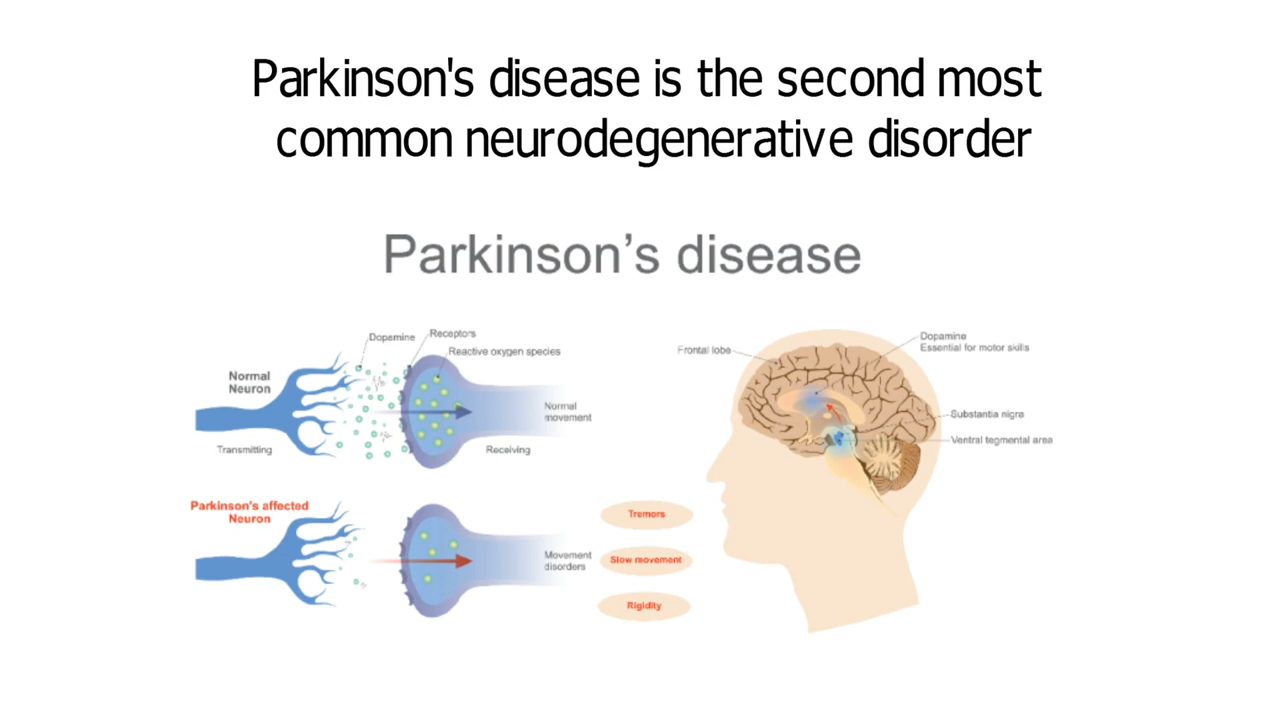 Parkinson's disease is the second most
common neurodegenerative disorder
Parkinson’s disease
Dopamine
Receptors
Reactive oxygen species
Normal
Neuron
Transmitting
Normal
movement
Receiving
Parkinson's affected
Neuron
Movement
disorders
Tremors
Slow movement
Rigidity
Frontal lobe
Dopamine
Essential for motor skills
Substantia nigra
Ventral tegmental area